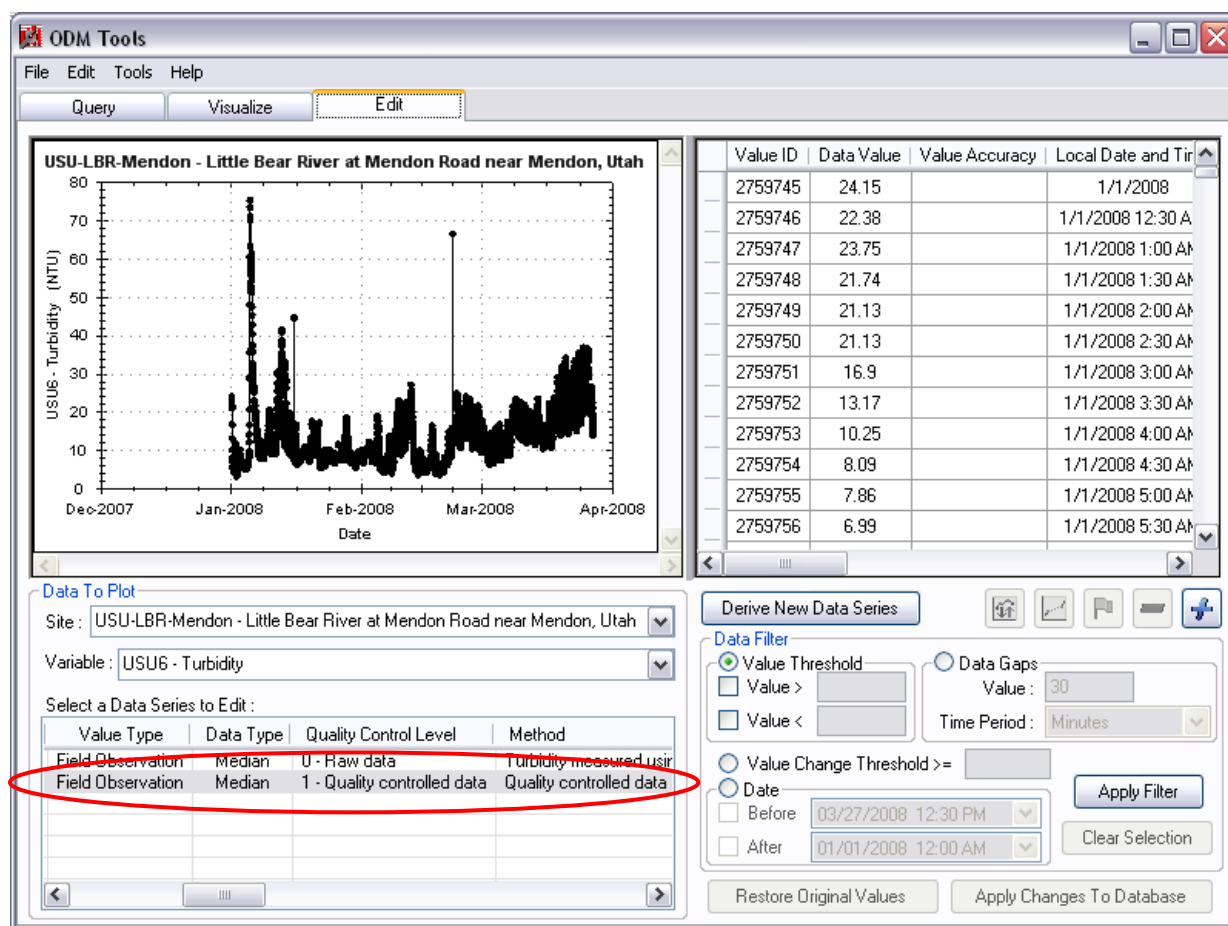 ODM Tools
File Edit Tools Help
Query Visualize Edit
USU-LBR-Mendon - Little Bear River at Mendon Road near Mendon, Utah
USU6 - Turbidity (NTU)
80
70
60
50
40
30
20
10
0
Dec-2007 Jan-2008 Feb-2008 Mar-2008 Apr-2008
Date
Value ID Data Value Value Accuracy Local Date and Tir
2759745 24.15 1/1/2008
2759746 22.38 1/1/2008 12:30 A
2759747 23.75 1/1/2008 1:00 AM
2759748 21.74 1/1/2008 1:30 AM
2759749 21.13 1/1/2008 2:00 AM
2759750 21.13 1/1/2008 2:30 AM
2759751 16.9 1/1/2008 3:00 AM
2759752 13.17 1/1/2008 3:30 AM
2759753 10.25 1/1/2008 4:00 AM
2759754 8.09 1/1/2008 4:30 AM
2759755 7.86 1/1/2008 5:00 AM
2759756 6.99 1/1/2008 5:30 AM
Data To Plot
Site : USU-LBR-Mendon - Little Bear River at Mendon Road near Mendon, Utah
Variable : USU6 - Turbidity
Select a Data Series to Edit :
Value Type Data Type Quality Control Level Method
Field Observation Median 0 - Raw data Turbidity measured usin
Field Observation Median 1 - Quality controlled data Quality controlled data
Derive New Data Series
Data Filter
Value Threshold
Value >
Value <
Data Gaps
Value : 30
Time Period : Minutes
Value Change Threshold >=
Date
Before 03/27/2008 12:30 PM
After 01/01/2008 12:00 AM
Apply Filter
Clear Selection
Restore Original Values
Apply Changes To Database